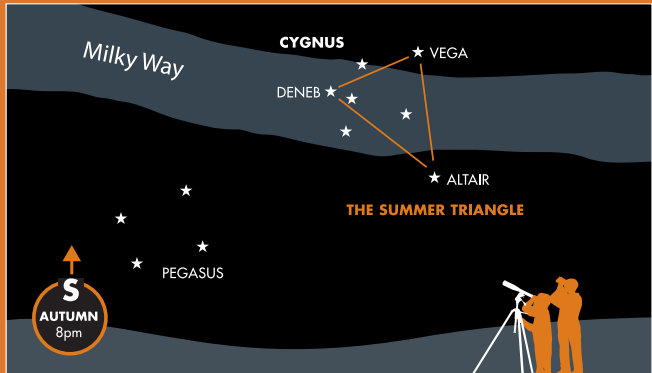 CYGNUS
VEGA
Milky Way
DENEB
ALTAIR
THE SUMMER TRIANGLE
PEGASUS
S
AUTUMN
8pm